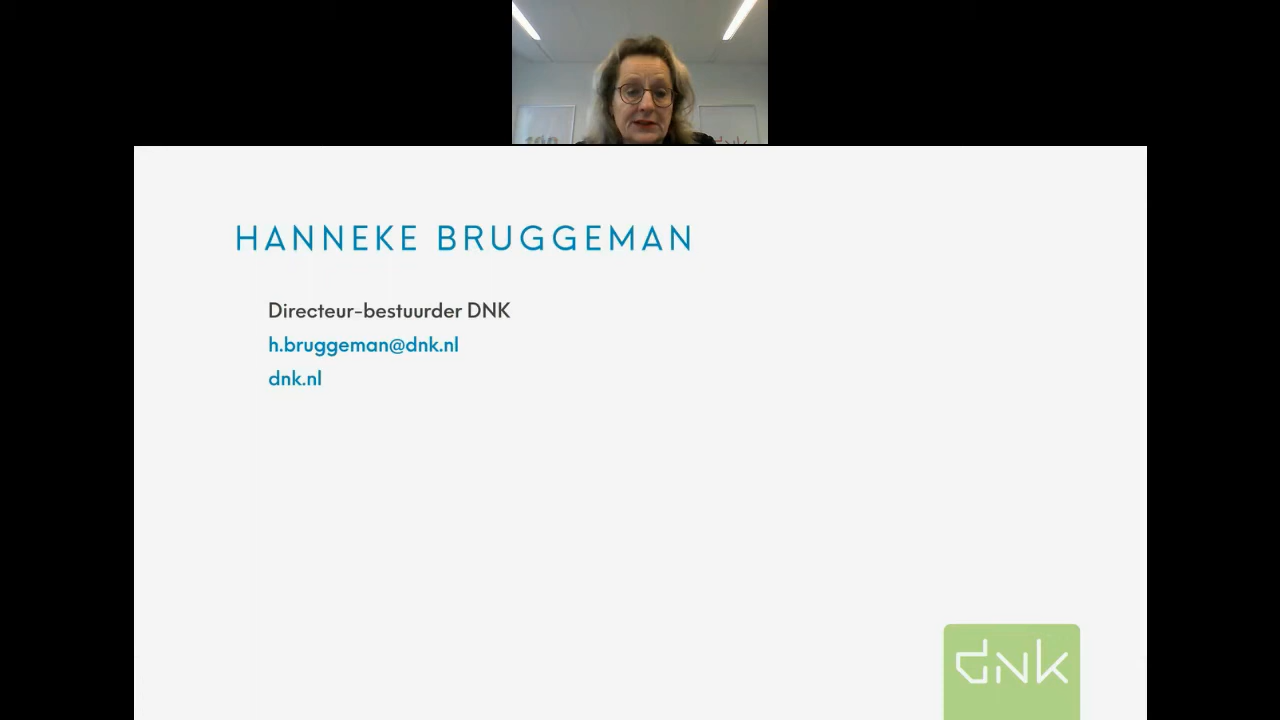 HANNEKE BRUGGEMAN
Directeur-bestuurder DNK
h.bruggeman@dnk.nl
dnk.nl
dnk